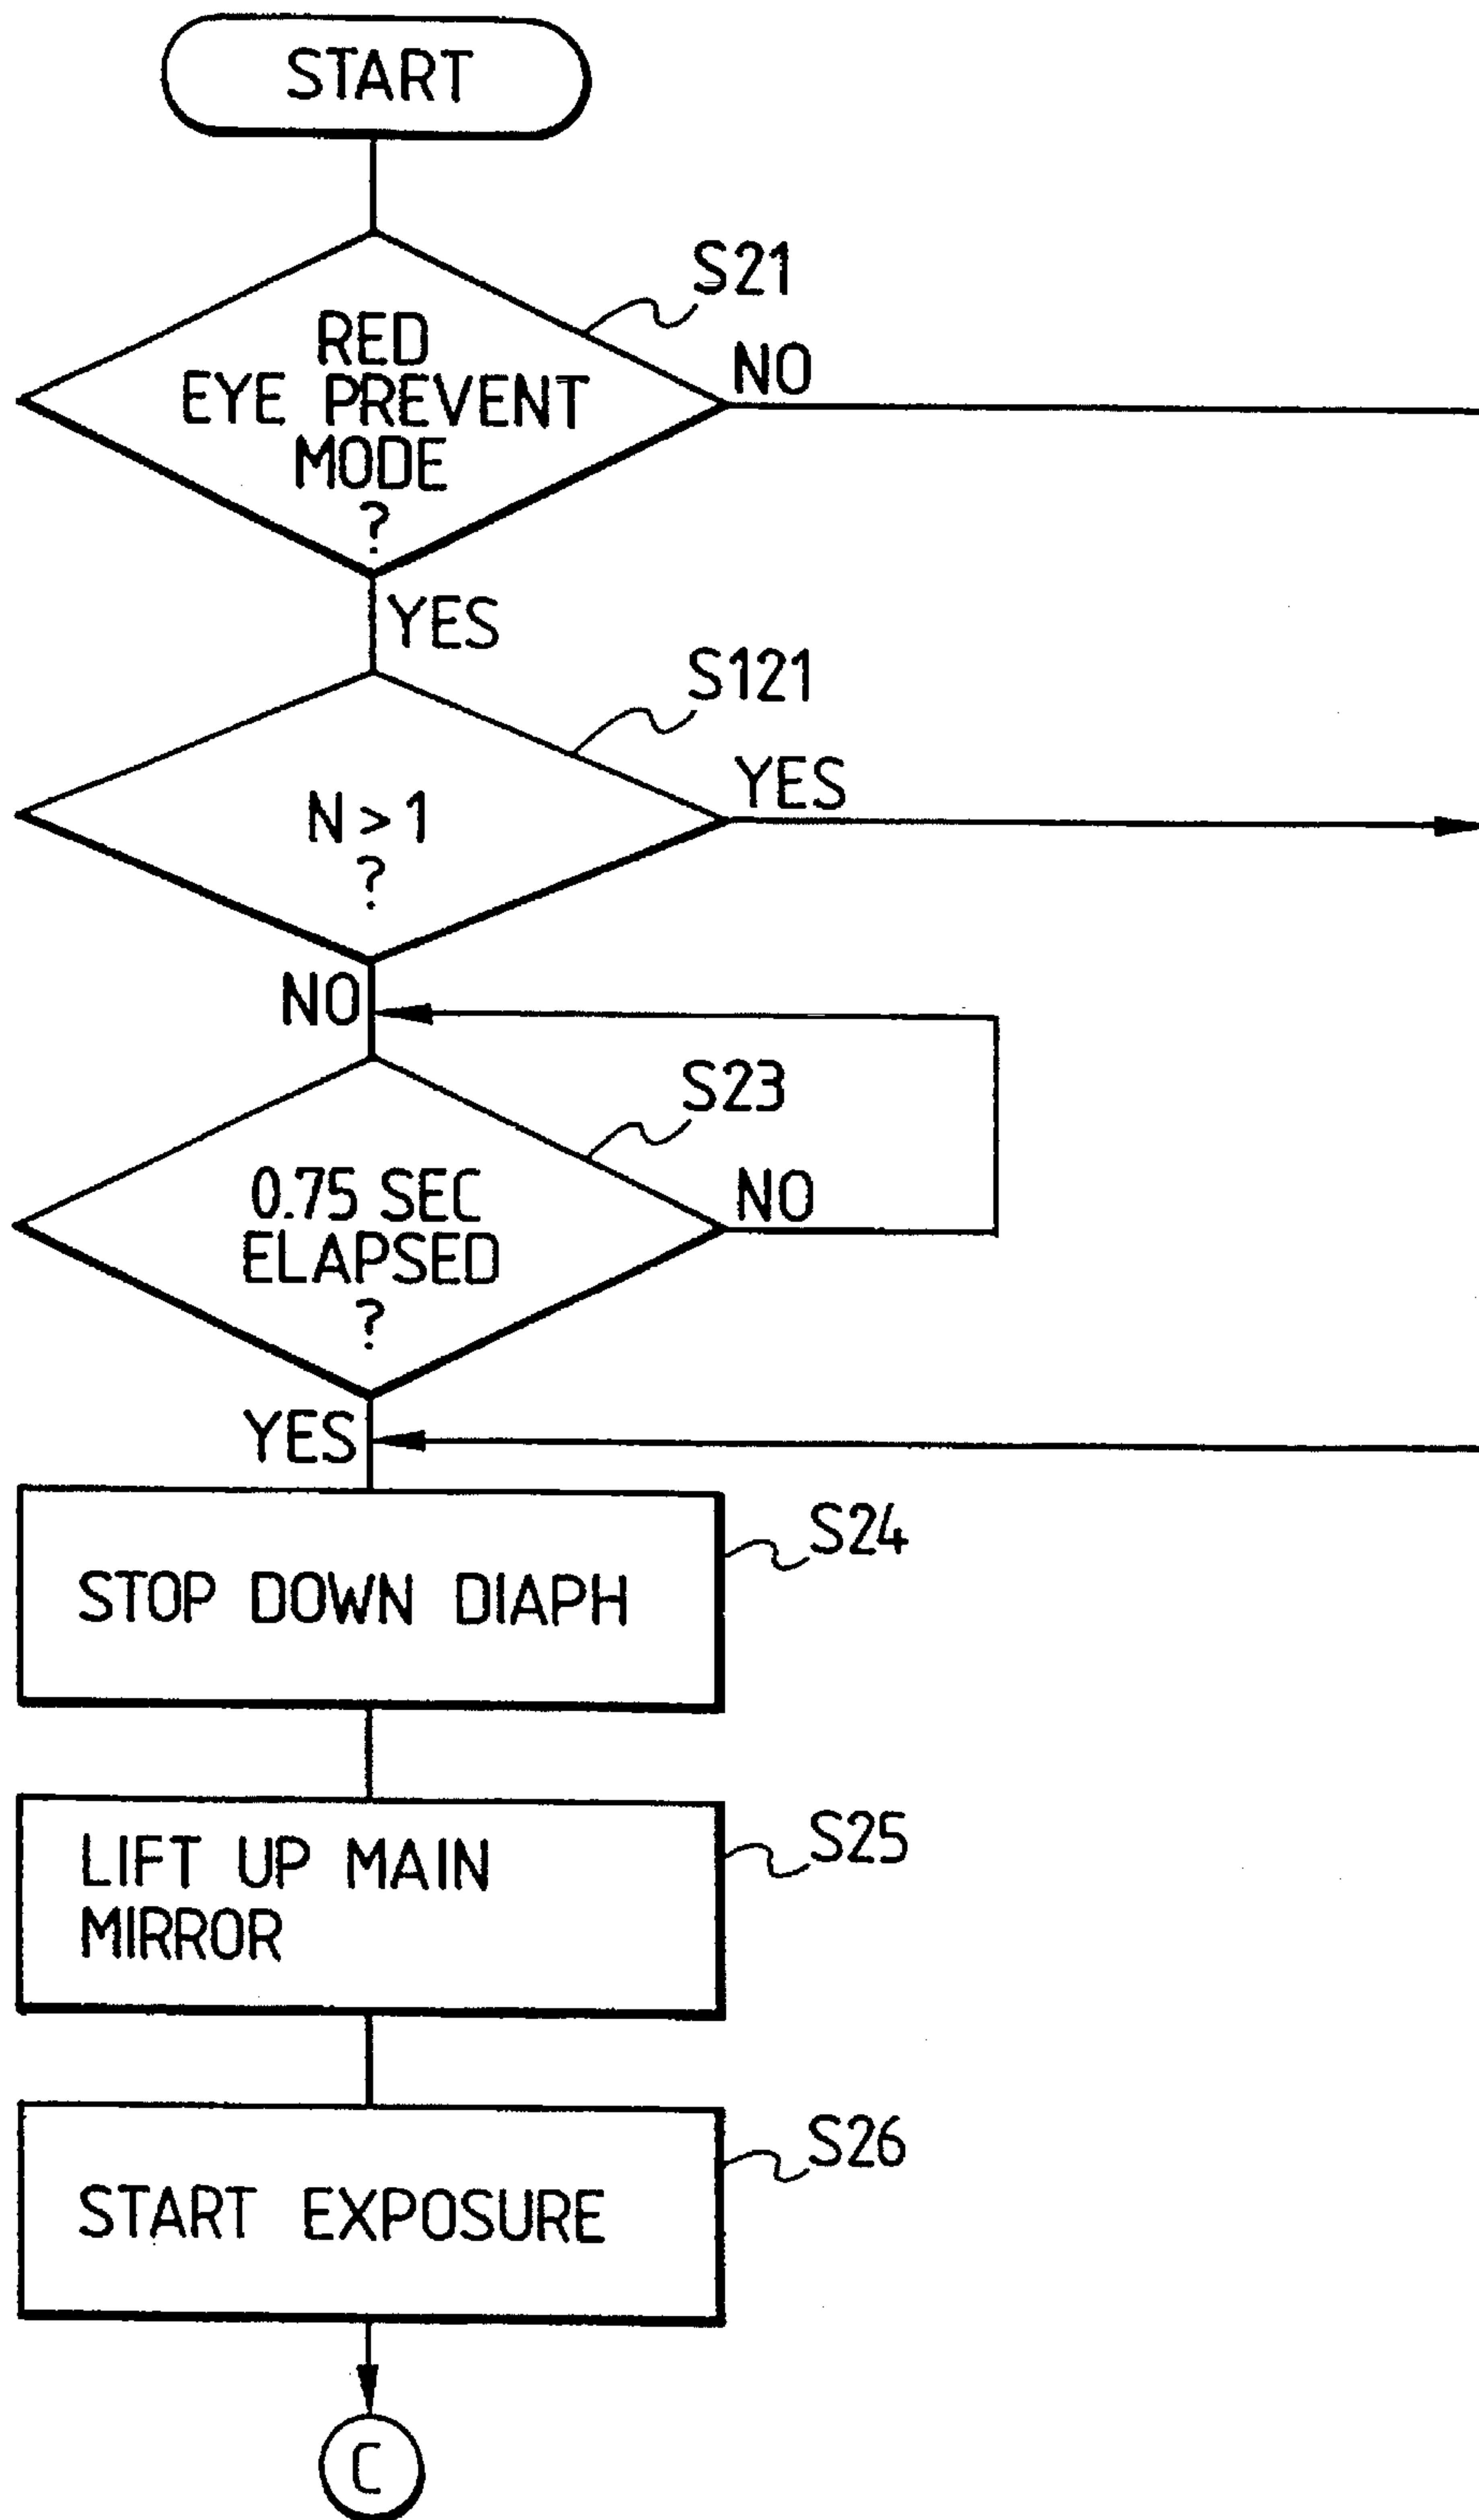 START
S21
RED
EYE PREVENT
MODE
?
NO
YES
S121
N > 1
?
YES
NO
S23
0.75 SEC
ELAPSED
?
NO
YES
S24
STOP DOWN DIAPH
S25
LIFT UP MAIN
MIRROR
S26
START EXPOSURE
C